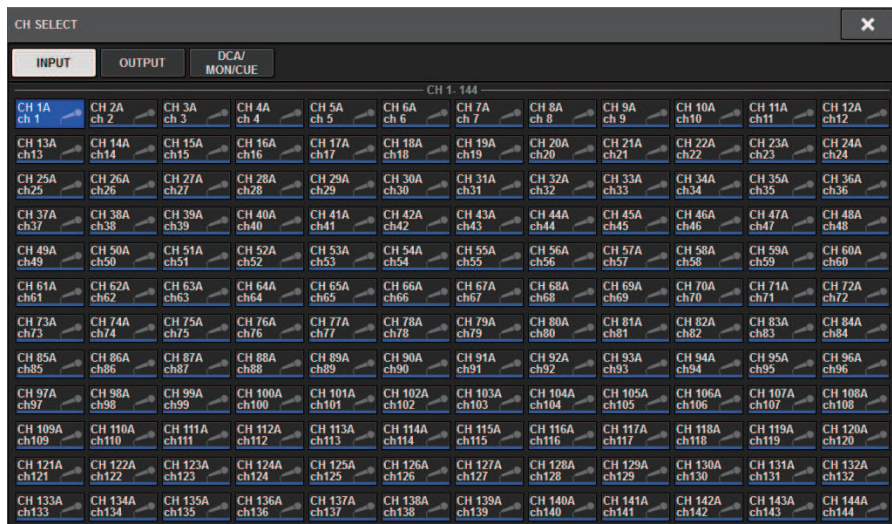 CH SELECT
INPUT OUTPUT DCA/
MON/CUE
CH 1-144
CH 1A CH 2A CH 3A CH 4A CH 5A CH 6A CH 7A CH 8A CH 9A CH 10A CH 11A CH 12A
ch 1 ch 2 ch 3 ch 4 ch 5 ch 6 ch 7 ch 8 ch 9 ch10 ch11 ch12
CH 13A CH 14A CH 15A CH 16A CH 17A CH 18A CH 19A CH 20A CH 21A CH 22A CH 23A CH 24A
ch13 ch14 ch15 ch16 ch17 ch18 ch19 ch20 ch21 ch22 ch23 ch24
CH 25A CH 26A CH 27A CH 28A CH 29A CH 30A CH 31A CH 32A CH 33A CH 34A CH 35A CH 36A
ch25 ch26 ch27 ch28 ch29 ch30 ch31 ch32 ch33 ch34 ch35 ch36
CH 37A CH 38A CH 39A CH 40A CH 41A CH 42A CH 43A CH 44A CH 45A CH 46A CH 47A CH 48A
ch37 ch38 ch39 ch40 ch41 ch42 ch43 ch44 ch45 ch46 ch47 ch48
CH 49A CH 50A CH 51A CH 52A CH 53A CH 54A CH 55A CH 56A CH 57A CH 58A CH 59A CH 60A
ch49 ch50 ch51 ch52 ch53 ch54 ch55 ch56 ch57 ch58 ch59 ch60
CH 61A CH 62A CH 63A CH 64A CH 65A CH 66A CH 67A CH 68A CH 69A CH 70A CH 71A CH 72A
ch61 ch62 ch63 ch64 ch65 ch66 ch67 ch68 ch69 ch70 ch71 ch72
CH 73A CH 74A CH 75A CH 76A CH 77A CH 78A CH 79A CH 80A CH 81A CH 82A CH 83A CH 84A
ch73 ch74 ch75 ch76 ch77 ch78 ch79 ch80 ch81 ch82 ch83 ch84
CH 85A CH 86A CH 87A CH 88A CH 89A CH 90A CH 91A CH 92A CH 93A CH 94A CH 95A CH 96A
ch85 ch86 ch87 ch88 ch89 ch90 ch91 ch92 ch93 ch94 ch95 ch96
CH 97A CH 98A CH 99A CH 100A CH 101A CH 102A CH 103A CH 104A CH 105A CH 106A CH 107A CH 108A
ch97 ch98 ch99 ch100 ch101 ch102 ch103 ch104 ch105 ch106 ch107 ch108
CH 109A CH 110A CH 111A CH 112A CH 113A CH 114A CH 115A CH 116A CH 117A CH 118A CH 119A CH 120A
ch109 ch110 ch111 ch112 ch113 ch114 ch115 ch116 ch117 ch118 ch119 ch120
CH 121A CH 122A CH 123A CH 124A CH 125A CH 126A CH 127A CH 128A CH 129A CH 130A CH 131A CH 132A
ch121 ch122 ch123 ch124 ch125 ch126 ch127 ch128 ch129 ch130 ch131 ch132
CH 133A CH 134A CH 135A CH 136A CH 137A CH 138A CH 139A CH 140A CH 141A CH 142A CH 143A CH 144A
ch133 ch134 ch135 ch136 ch137 ch138 ch139 ch140 ch141 ch142 ch143 ch144